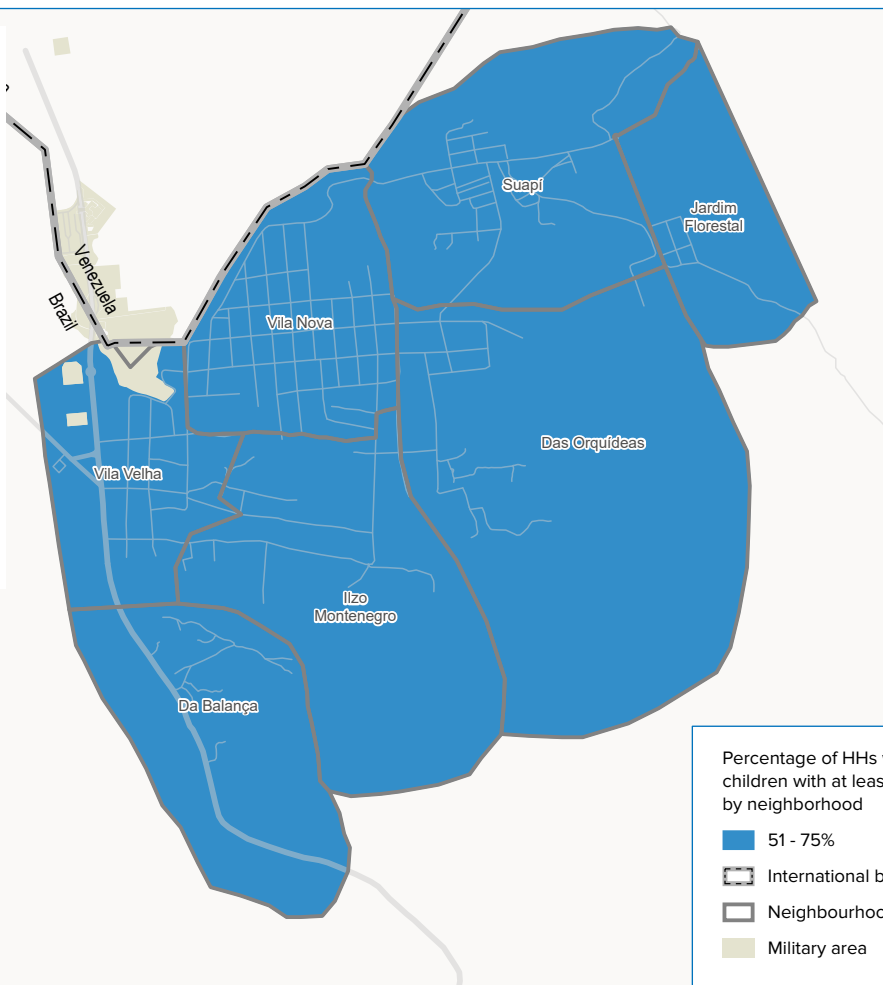 Suapí
Jardim
Florestal
Venezuela
Brazil
Vila Nova
Das Orquídeas
Vila Velha
Ilzo
Montenegro
Da Balança
Percentage of HHs
children with at leas
by neighborhood
51 - 75%
International b
Neighbourhoo
Military area